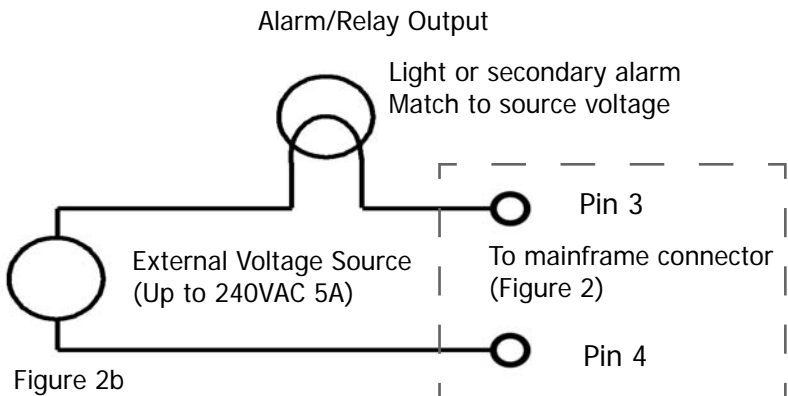 Alarm/Relay Output
Light or secondary alarm
Match to source voltage
Pin 3
External Voltage Source
(Up to 240VAC 5A)
To mainframe connector
(Figure 2)
Pin 4
Figure 2b